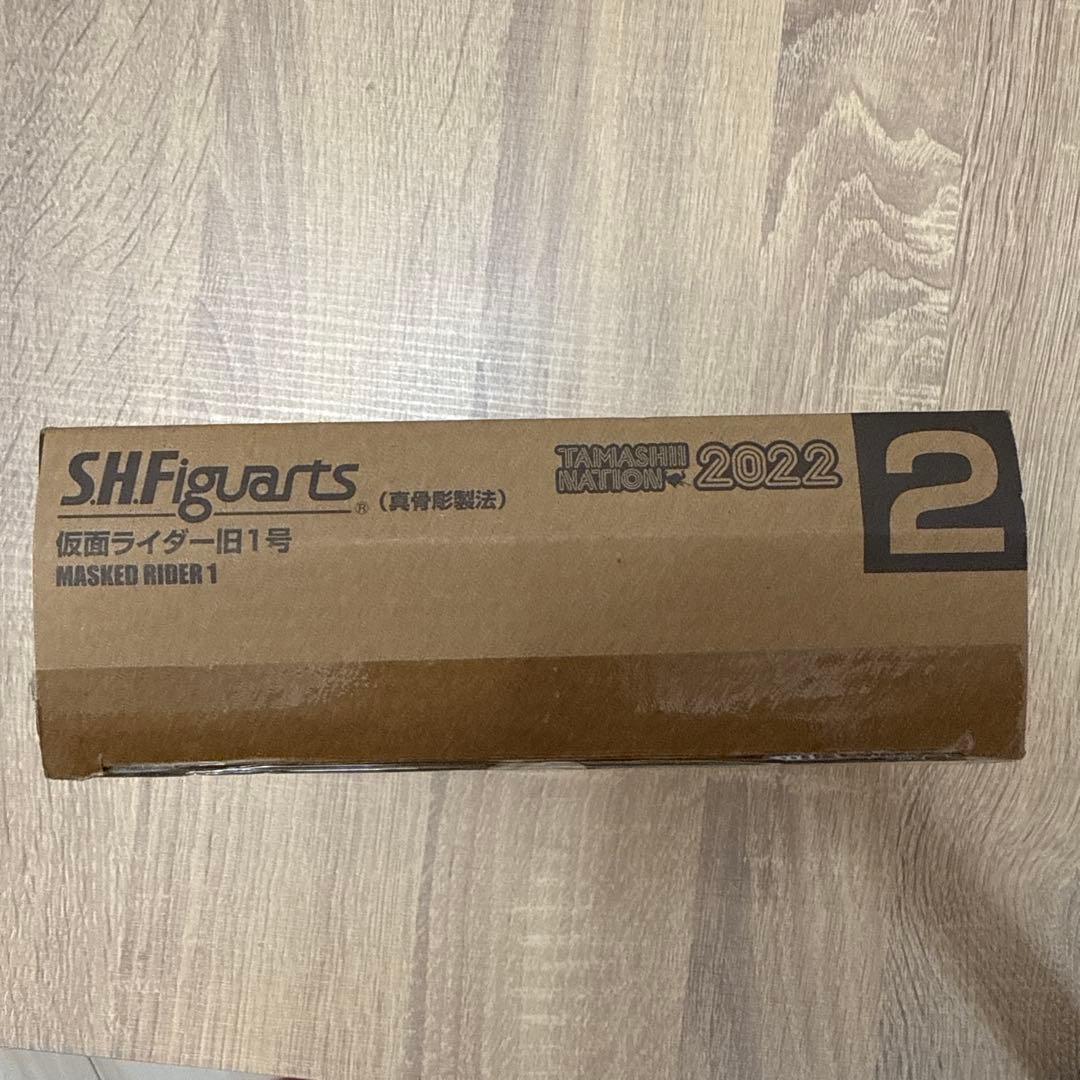 S.H.Figuarts®（真骨彫製法）
仮面ライダー旧1号
MASKED RIDER 1
TAMASHII
NATION 2022
2